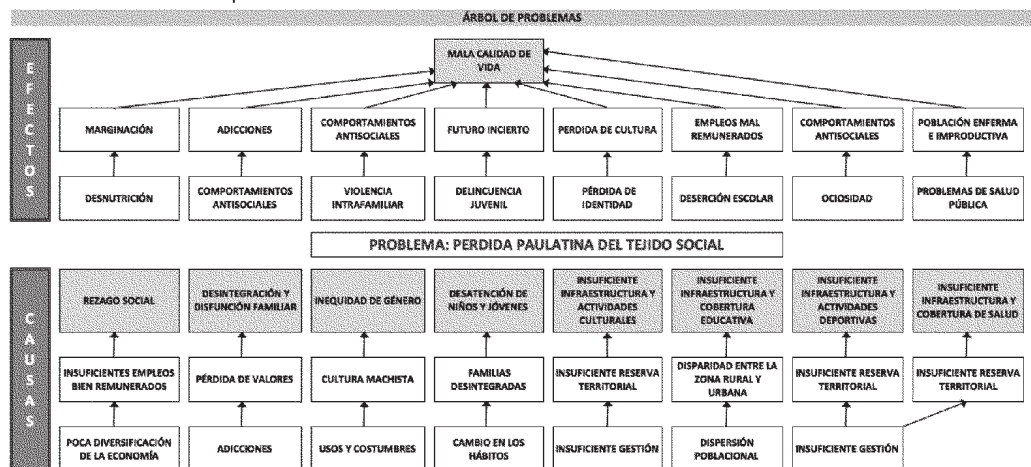 ÁRBOL DE PROBLEMAS
EFECTOS
MALA CALIDAD DE
VIDA
MARGINACIÓN
ADICCIONES
COMPORTAMIENTOS
ANTISOCIALES
FUTURO INCIERTO
PERDIDA DE CULTURA
EMPLEOS MAL
REMUNERADOS
COMPORTAMIENTOS
ANTISOCIALES
POBLACIÓN ENFERMA
E IMPRODUCTIVA
DESNUTRICIÓN
COMPORTAMIENTOS
ANTISOCIALES
VIOLENCIA
INTRAFAMILIAR
DELINCUENCIA
JUVENIL
PÉRDIDA DE
IDENTIDAD
DESERCIÓN ESCOLAR
OCIOSIDAD
PROBLEMAS DE SALUD
PÚBLICA
PROBLEMA: PERDIDA PAULATINA DEL TEJIDO SOCIAL
CAUSAS
REZAGO SOCIAL
DESINTEGRACIÓN Y
DISFUNCIÓN FAMILIAR
INEQUIDAD DE GÉNERO
DESATENCIÓN DE
NIÑOS Y JÓVENES
INSUFICIENTE
INFRAESTRUCTURA Y
ACTIVIDADES
CULTURALES
INSUFICIENTE
INFRAESTRUCTURA Y
COBERTURA
EDUCATIVA
INSUFICIENTE
INFRAESTRUCTURA Y
ACTIVIDADES
DEPORTIVAS
INSUFICIENTE
INFRAESTRUCTURA Y
COBERTURA DE SALUD
INSUFICIENTES EMPLEOS
BIEN REMUNERADOS
PÉRDIDA DE VALORES
CULTURA MACHISTA
FAMILIAS
DESINTEGRADAS
INSUFICIENTE RESERVA
TERRITORIAL
DISPARIDAD ENTRE LA
ZONA RURAL Y
URBANA
INSUFICIENTE RESERVA
TERRITORIAL
INSUFICIENTE RESERVA
TERRITORIAL
POCA DIVERSIFICACIÓN
DE LA ECONOMÍA
ADICCIONES
USOS Y COSTUMBRES
CAMBIO EN LOS
HÁBITOS
INSUFICIENTE GESTIÓN
DISPERSIÓN
POBLACIONAL
INSUFICIENTE GESTIÓN